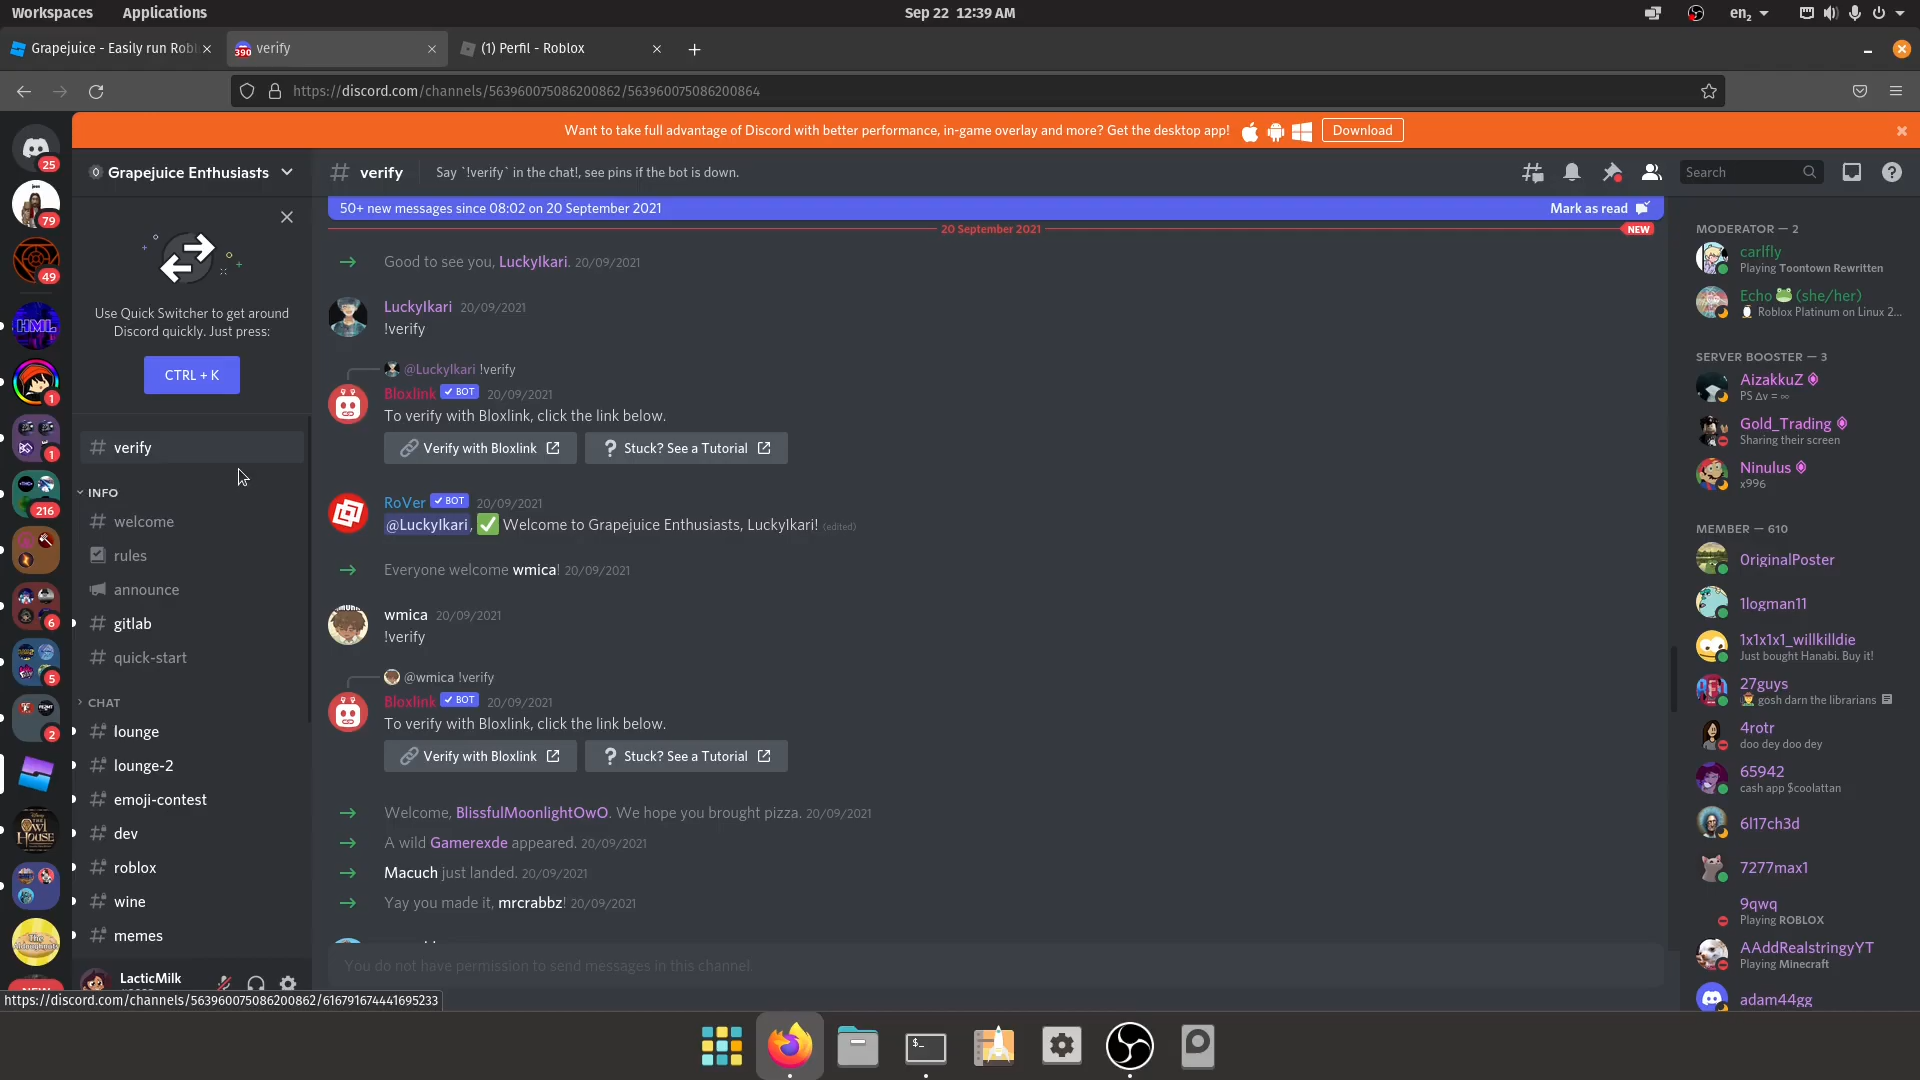 Workspaces Applications Sep 22 12:39 AM en₂
Grapejuice - Easily run Robl 390 verify (1) Perfil - Roblox
https://discord.com/channels/563960075086200862/563960075086200864
Want to take full advantage of Discord with better performance, in-game overlay and more? Get the desktop app! Download
Grapejuice Enthusiasts
verify Say `!verify` in the chat!, see pins if the bot is down. Search
25
79
49
1
1
216
6
5
2
Use Quick Switcher to get around
Discord quickly. Just press:
CTRL + K
verify
INFO
welcome
rules
announce
gitlab
quick-start
CHAT
lounge
lounge-2
emoji-contest
dev
roblox
wine
memes
LacticMilk
https://discord.com/channels/563960075086200862/616791674441695233
50+ new messages since 08:02 on 20 September 2021 Mark as read
20 September 2021 NEW
Good to see you, LuckyIkari. 20/09/2021
LuckyIkari 20/09/2021
!verify
@LuckyIkari !verify
Bloxlink BOT 20/09/2021
To verify with Bloxlink, click the link below.
Verify with Bloxlink ? Stuck? See a Tutorial
RoVer BOT 20/09/2021
@LuckyIkari, ✅ Welcome to Grapejuice Enthusiasts, LuckyIkari! (edited)
Everyone welcome wmica! 20/09/2021
wmica 20/09/2021
!verify
@wmica !verify
Bloxlink BOT 20/09/2021
To verify with Bloxlink, click the link below.
Verify with Bloxlink ? Stuck? See a Tutorial
Welcome, BlissfulMoonlightOwO. We hope you brought pizza. 20/09/2021
A wild Gamerexde appeared. 20/09/2021
Macuch just landed. 20/09/2021
Yay you made it, mrcrabbz! 20/09/2021
You do not have permission to send messages in this channel.
MODERATOR — 2
carlfly
Playing Toontown Rewritten
Echo 🐸 (she/her)
Roblox Platinum on Linux 2...
SERVER BOOSTER — 3
AizakkuZ
PS Δv = ∞
Gold_Trading
Sharing their screen
Ninulus
x996
MEMBER — 610
0riginalPoster
1logman11
1x1x1x1_willkilldie
Just bought Hanabi. Buy it!
27guys
gosh darn the librarians
4rotr
doo dey doo dey
65942
cash app $coolattan
6l17ch3d
7277max1
9qwq
Playing ROBLOX
AAddRealstringyYT
Playing Minecraft
adam44gg